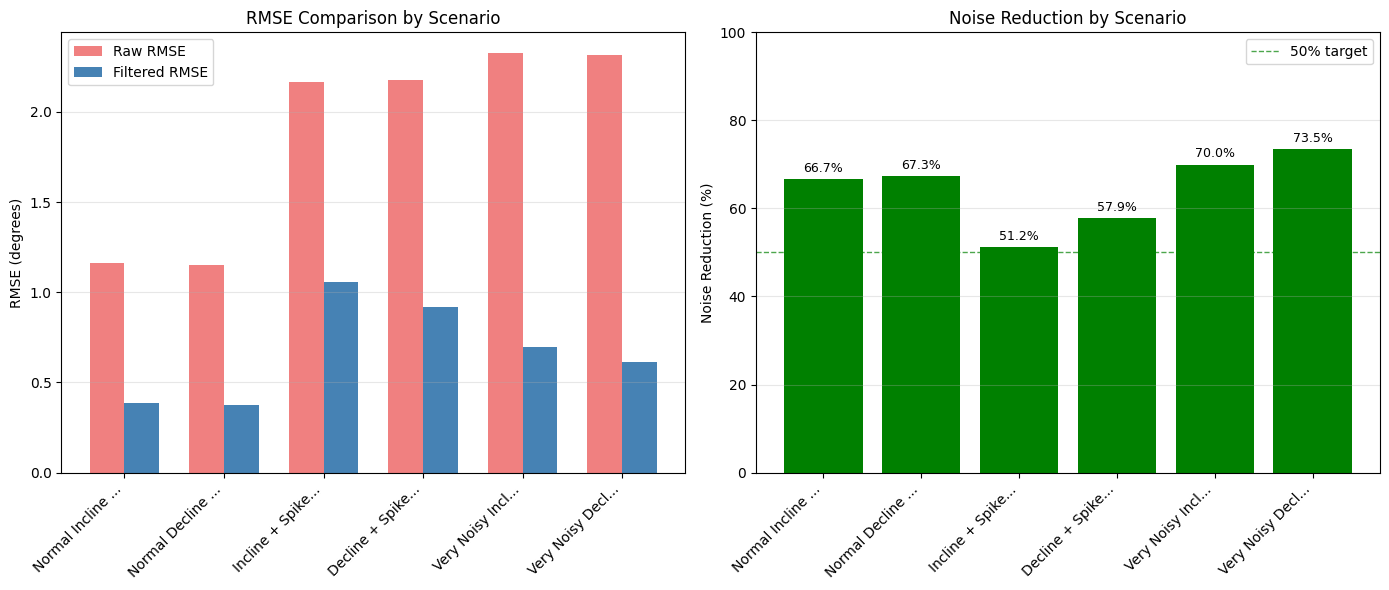 RMSE Comparison by Scenario
Raw RMSE
Filtered RMSE
RMSE (degrees)
2.0
1.5
1.0
0.5
0.0
Normal Incline ...
Normal Decline ...
Incline + Spike...
Decline + Spike...
Very Noisy Incl...
Very Noisy Decl...
Noise Reduction by Scenario
50% target
Noise Reduction (%)
100
80
60
40
20
0
66.7%
67.3%
51.2%
57.9%
70.0%
73.5%
Normal Incline ...
Normal Decline ...
Incline + Spike...
Decline + Spike...
Very Noisy Incl...
Very Noisy Decl...